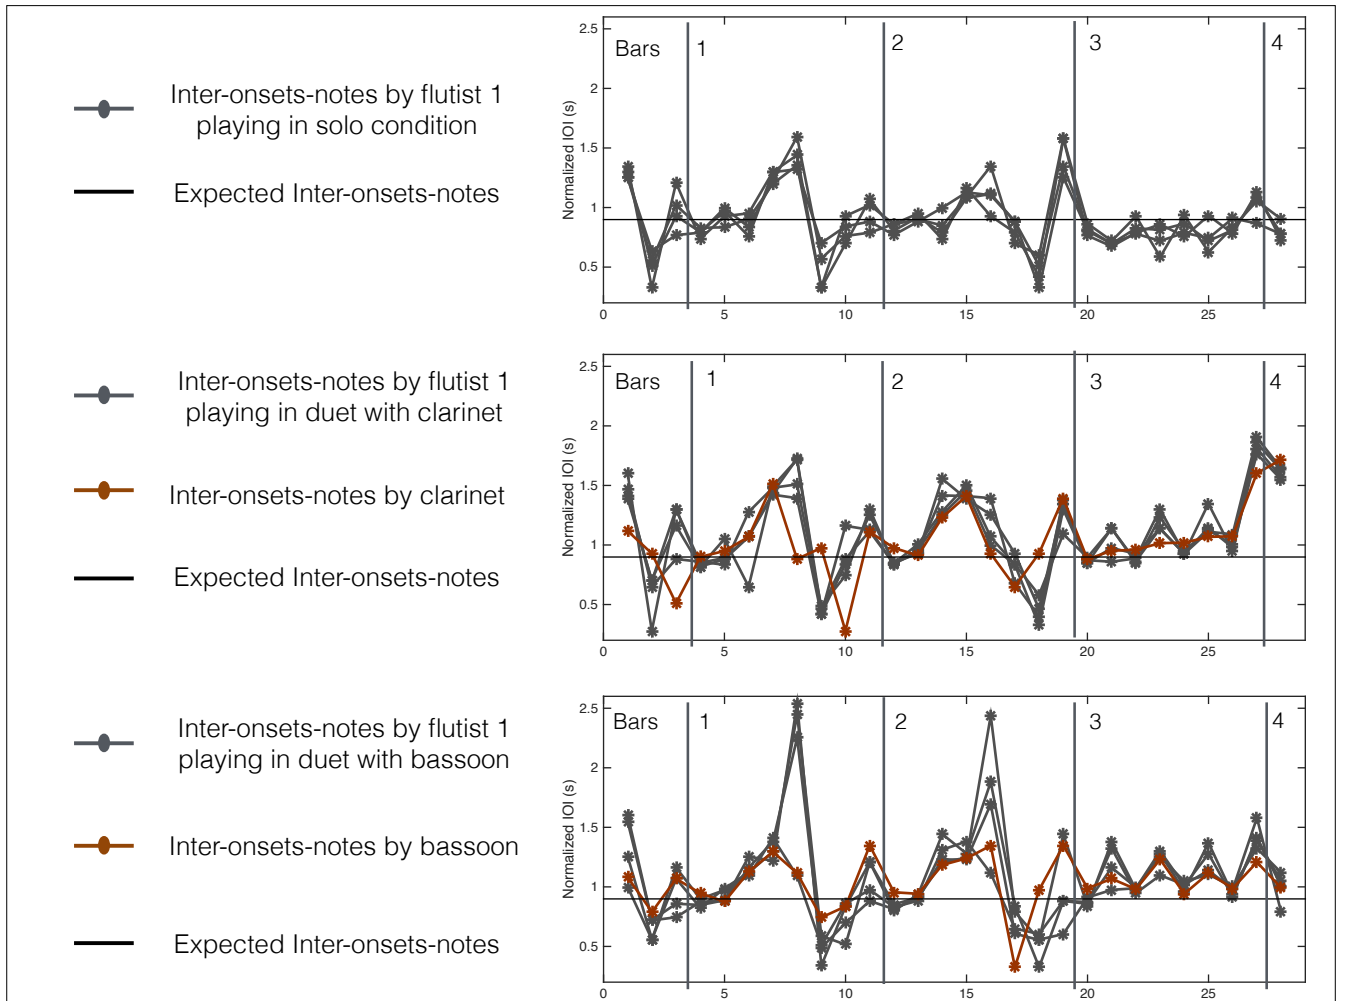 Inter-onsets-notes by flutist 1
playing in solo condition
Expected Inter-onsets-notes
2.5
2
1.5
1
0.5
Normalized IOI (s)
Bars 1 2 3 4
0 5 10 15 20 25
Inter-onsets-notes by flutist 1
playing in duet with clarinet
Inter-onsets-notes by clarinet
Expected Inter-onsets-notes
2.5
2
1.5
1
0.5
Normalized IOI (s)
Bars 1 2 3 4
0 5 10 15 20 25
Inter-onsets-notes by flutist 1
playing in duet with bassoon
Inter-onsets-notes by bassoon
Expected Inter-onsets-notes
2.5
2
1.5
1
0.5
Normalized IOI (s)
Bars 1 2 3 4
0 5 10 15 20 25